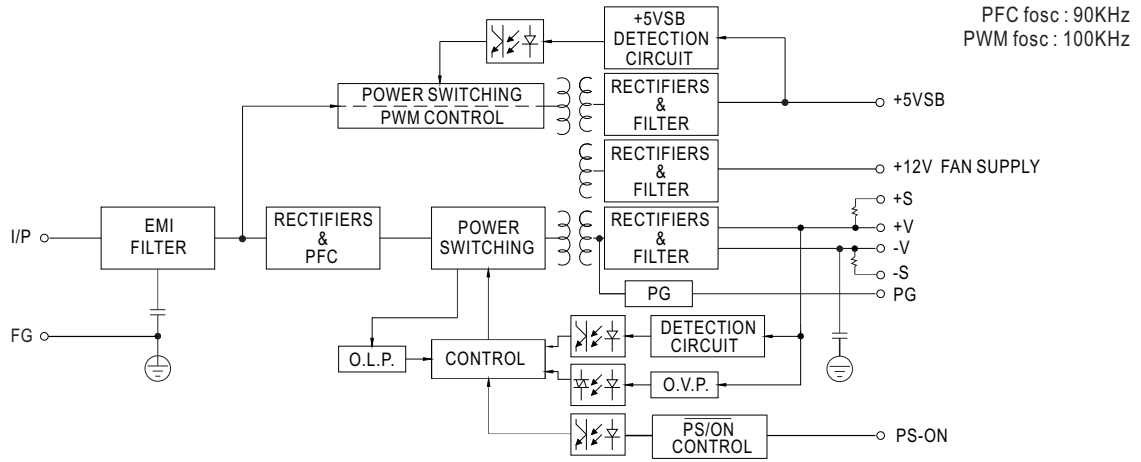 PFC fosc : 90KHz
PWM fosc : 100KHz
+5VSB
DETECTION
CIRCUIT
POWER SWITCHING
PWM CONTROL
RECTIFIERS
&
FILTER
+5VSB
RECTIFIERS
&
FILTER
+12V FAN SUPPLY
I/P
EMI
FILTER
RECTIFIERS
&
PFC
POWER
SWITCHING
RECTIFIERS
&
FILTER
+S
+V
-V
-S
PG
PG
FG
O.L.P.
CONTROL
DETECTION
CIRCUIT
O.V.P.
PS/ON
CONTROL
PS-ON